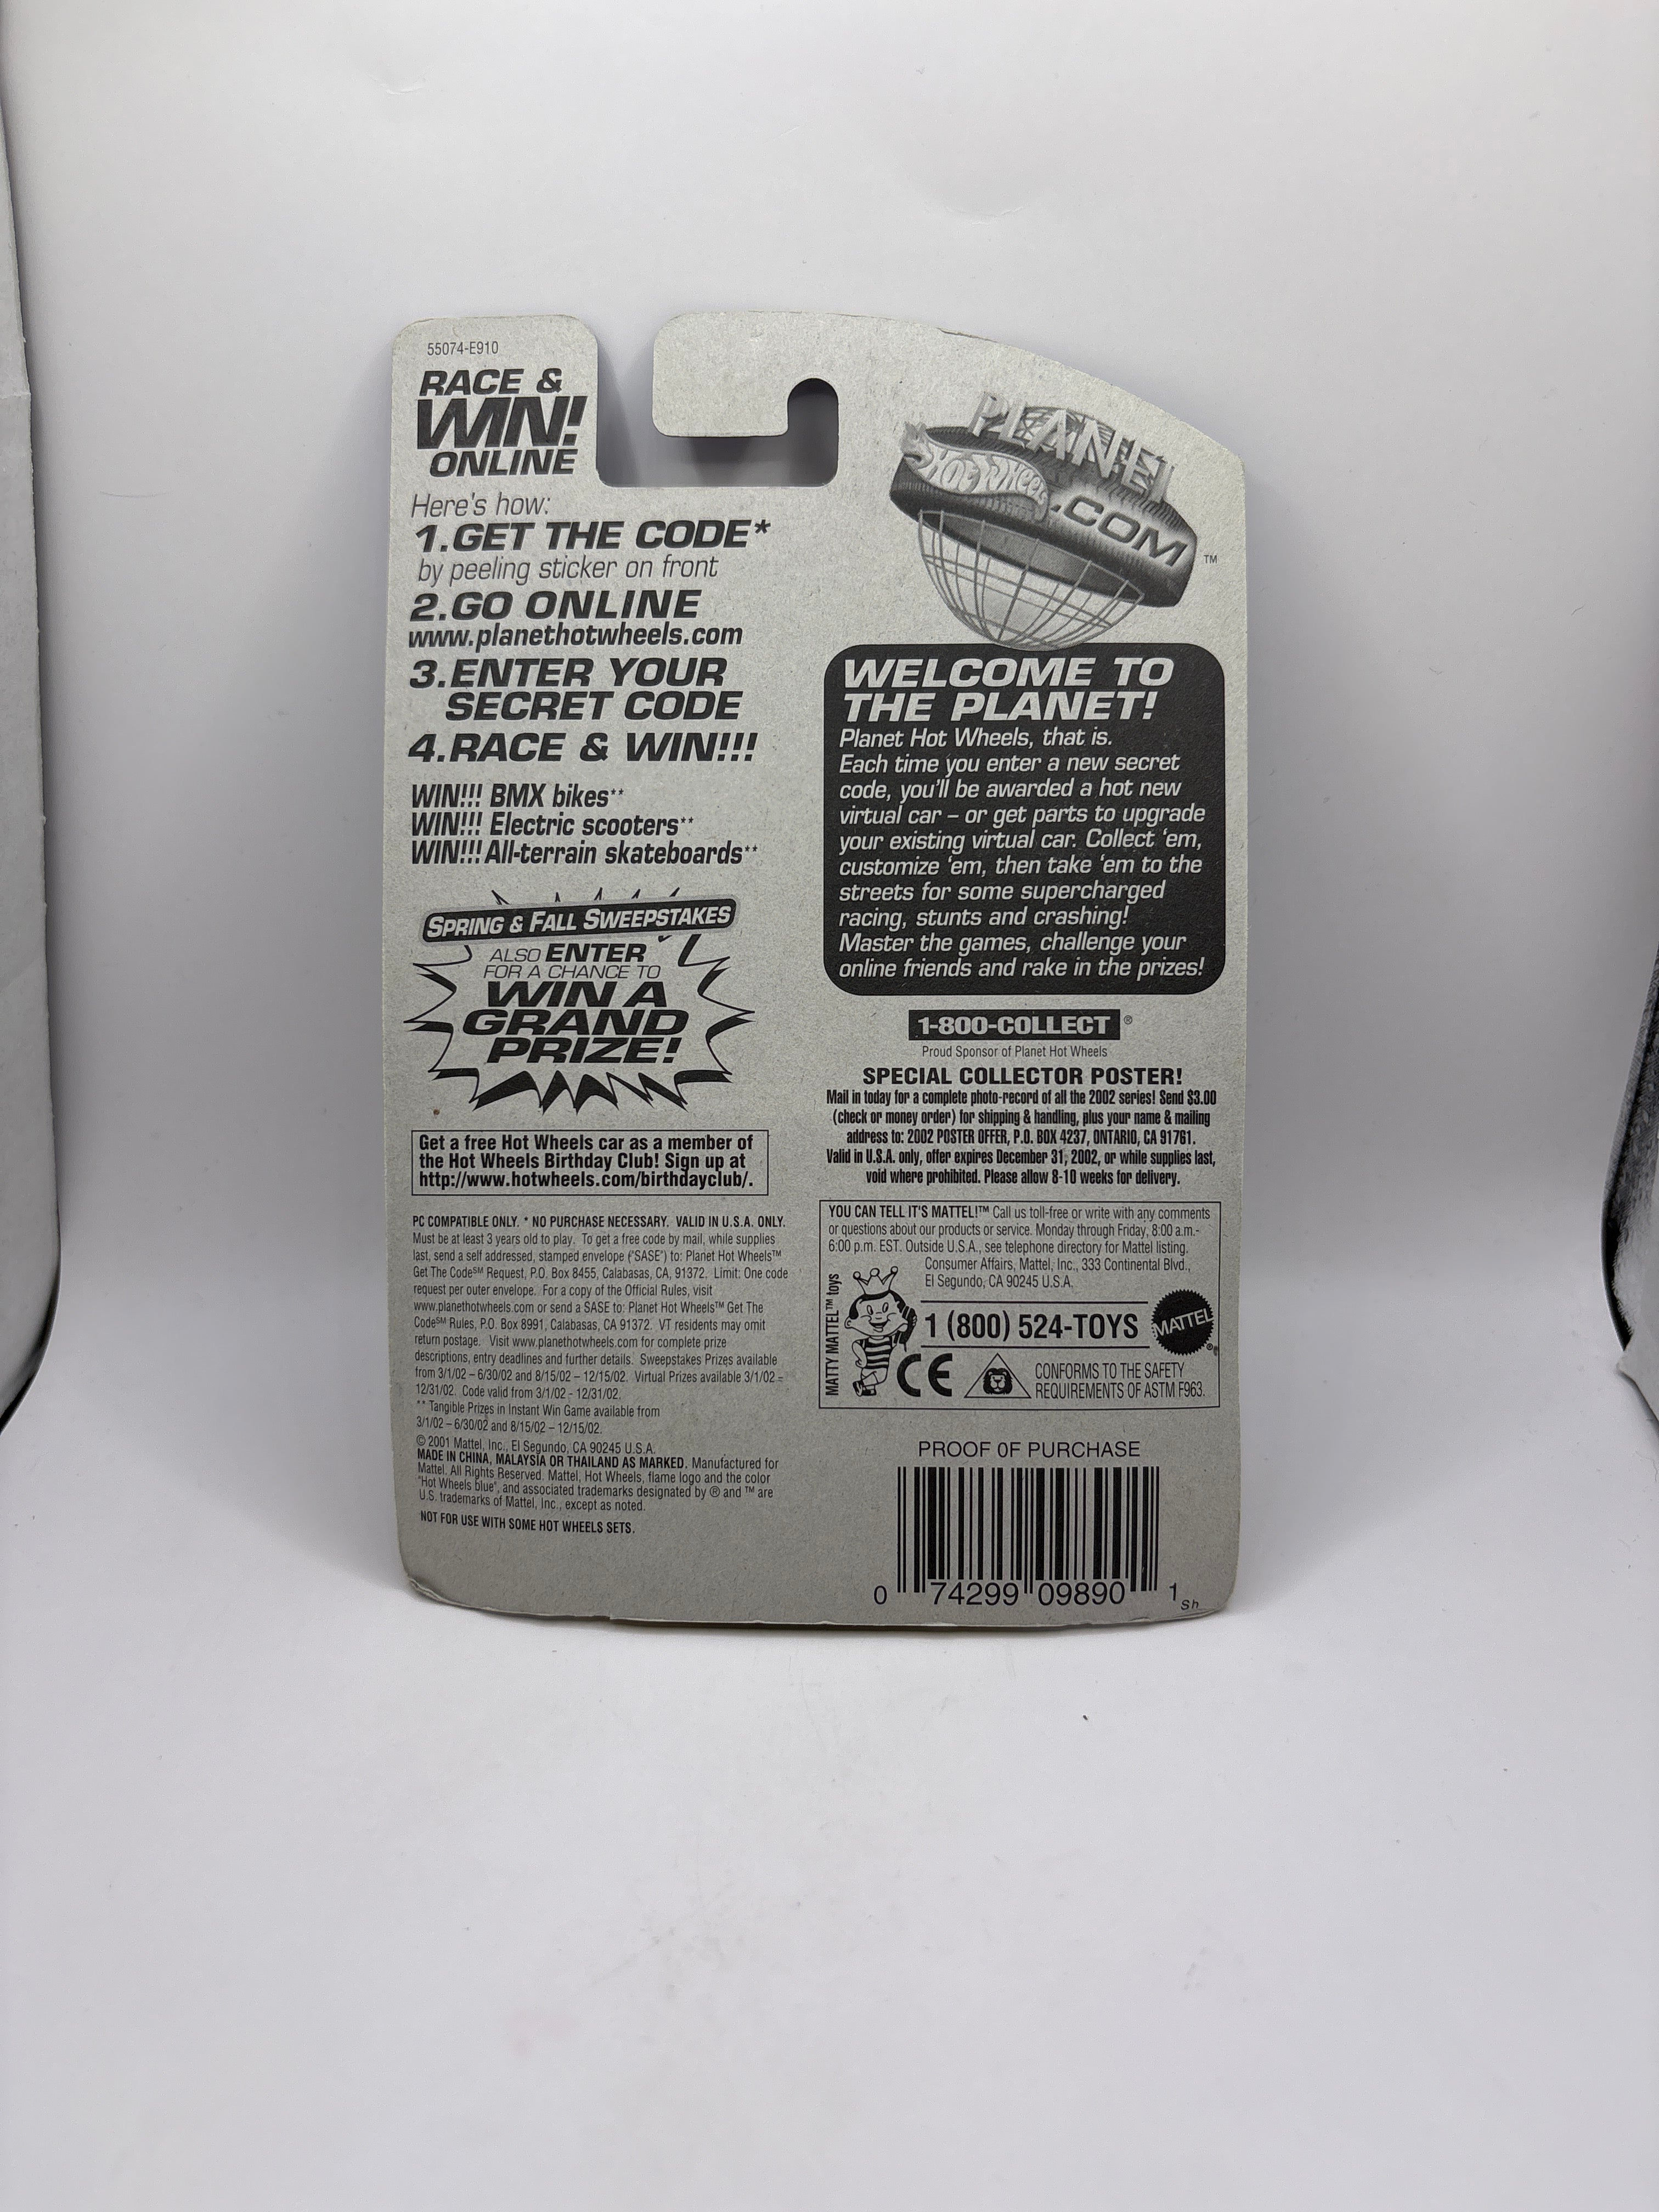 55074-E910
RACE &
WIN!
ONLINE
Here's how:
1.GET THE CODE*
by peeling sticker on front
2.GO ONLINE
www.planethotwheels.com
3.ENTER YOUR
SECRET CODE
4.RACE & WIN!!!
WIN!!! BMX bikes**
WIN!!! Electric scooters**
WIN!!! All-terrain skateboards**
SPRING & FALL SWEEPSTAKES
ALSO ENTER
FOR A CHANCE TO
WIN A
GRAND
PRIZE!
Get a free Hot Wheels car as a member of
the Hot Wheels Birthday Club! Sign up at
http://www.hotwheels.com/birthdayclub/.
PC COMPATIBLE ONLY. * NO PURCHASE NECESSARY. VALID IN U.S.A. ONLY.
Must be at least 3 years old to play. To get a free code by mail, while supplies
last, send a self addressed, stamped envelope ("SASE") to: Planet Hot Wheels™
Get The Code℠ Request, P.O. Box 8455, Calabasas, CA, 91372. Limit: One code
request per outer envelope. For a copy of the Official Rules, visit
www.planethotwheels.com or send a SASE to: Planet Hot Wheels™ Get The
Code℠ Rules, P.O. Box 8991, Calabasas, CA 91372. VT residents may omit
return postage. Visit www.planethotwheels.com for complete prize
descriptions, entry deadlines and further details. Sweepstakes Prizes available
from 3/1/02 – 6/30/02 and 8/15/02 – 12/15/02. Virtual Prizes available 3/1/02 –
12/31/02. Code valid from 3/1/02 - 12/31/02.
** Tangible Prizes in Instant Win Game available from
3/1/02 – 6/30/02 and 8/15/02 – 12/15/02.
© 2001 Mattel, Inc., El Segundo, CA 90245 U.S.A.
MADE IN CHINA, MALAYSIA OR THAILAND AS MARKED. Manufactured for
Mattel. All Rights Reserved. Mattel, Hot Wheels, flame logo and the color
"Hot Wheels blue", and associated trademarks designated by ® and ™ are
U.S. trademarks of Mattel, Inc., except as noted.
NOT FOR USE WITH SOME HOT WHEELS SETS.
PLANET
HOT WHEELS
.COM
™
WELCOME TO
THE PLANET!
Planet Hot Wheels, that is.
Each time you enter a new secret
code, you'll be awarded a hot new
virtual car – or get parts to upgrade
your existing virtual car. Collect 'em,
customize 'em, then take 'em to the
streets for some supercharged
racing, stunts and crashing!
Master the games, challenge your
online friends and rake in the prizes!
1-800-COLLECT ®
Proud Sponsor of Planet Hot Wheels
SPECIAL COLLECTOR POSTER!
Mail in today for a complete photo-record of all the 2002 series! Send $3.00
(check or money order) for shipping & handling, plus your name & mailing
address to: 2002 POSTER OFFER, P.O. BOX 4237, ONTARIO, CA 91761.
Valid in U.S.A. only, offer expires December 31, 2002, or while supplies last,
void where prohibited. Please allow 8-10 weeks for delivery.
YOU CAN TELL IT'S MATTEL!™ Call us toll-free or write with any comments
or questions about our products or service. Monday through Friday, 8:00 a.m.-
6:00 p.m. EST. Outside U.S.A., see telephone directory for Mattel listing.
Consumer Affairs, Mattel, Inc., 333 Continental Blvd.,
El Segundo, CA 90245 U.S.A.
MATTY MATTEL™ toys
1 (800) 524-TOYS
MATTEL®
CE
CONFORMS TO THE SAFETY
REQUIREMENTS OF ASTM F963.
PROOF OF PURCHASE
0 74299 09890 1
Sh